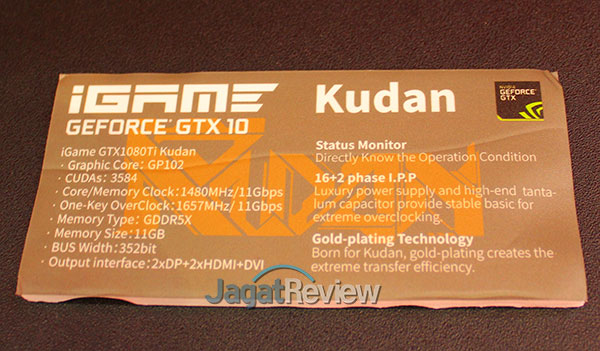 iGAME
GEFORCE® GTX 10
Kudan
NVIDIA
GEFORCE
GTX
iGame GTX1080Ti Kudan
· Graphic Core: GP102
· CUDAs: 3584
· Core/Memory Clock: 1480MHz/ 11Gbps
· One-Key OverClock: 1657MHz/ 11Gbps
· Memory Type: GDDR5X
· Memory Size: 11GB
· BUS Width: 352bit
· Output interface: 2xDP+2xHDMI+DVI
Status Monitor
Directly Know the Operation Condition
16+2 phase I.P.P
Luxury power supply and high-end tanta-
lum capacitor provide stable basic for
extreme overclocking.
Gold-plating Technology
Born for Kudan, gold-plating creates the
extreme transfer efficiency.
KUDAN
JagatReview